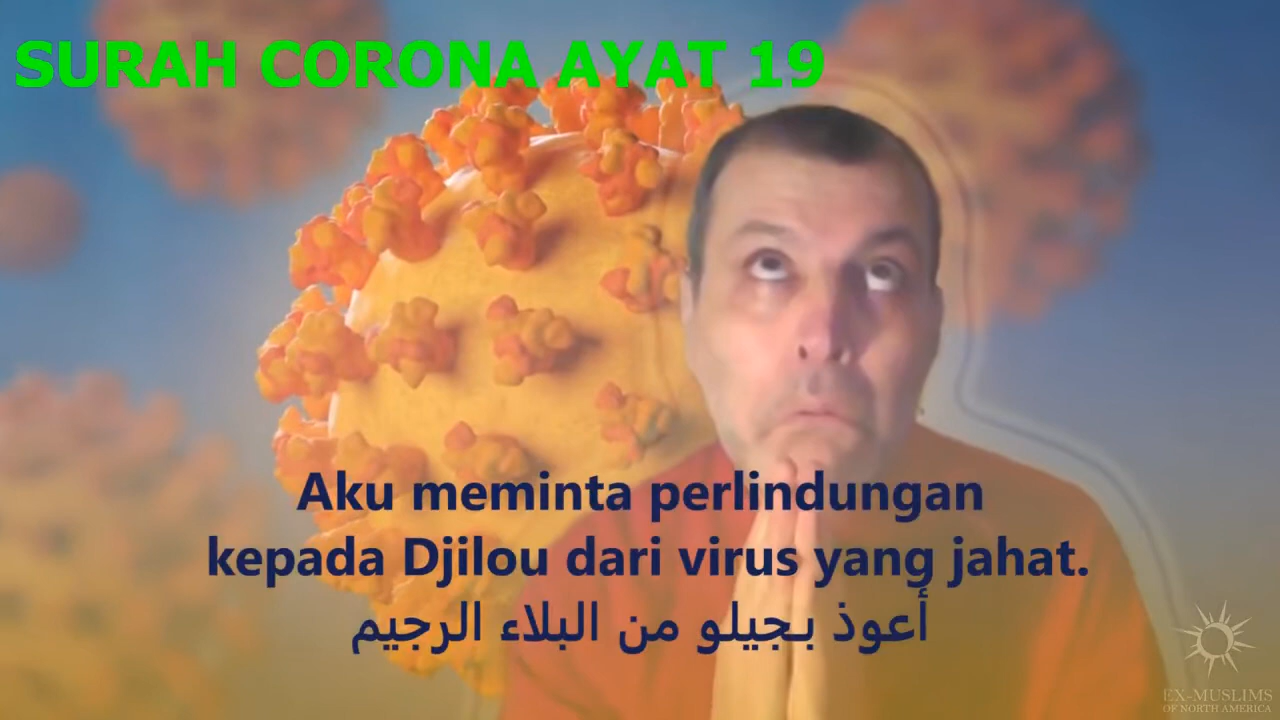 SURAH CORONA AYAT 19
Aku meminta perlindungan
kepada Djilou dari virus yang jahat.
أعوذ بجيلو من البلاء الرجيم
EX-MUSLIMS
OF NORTH AMERICA